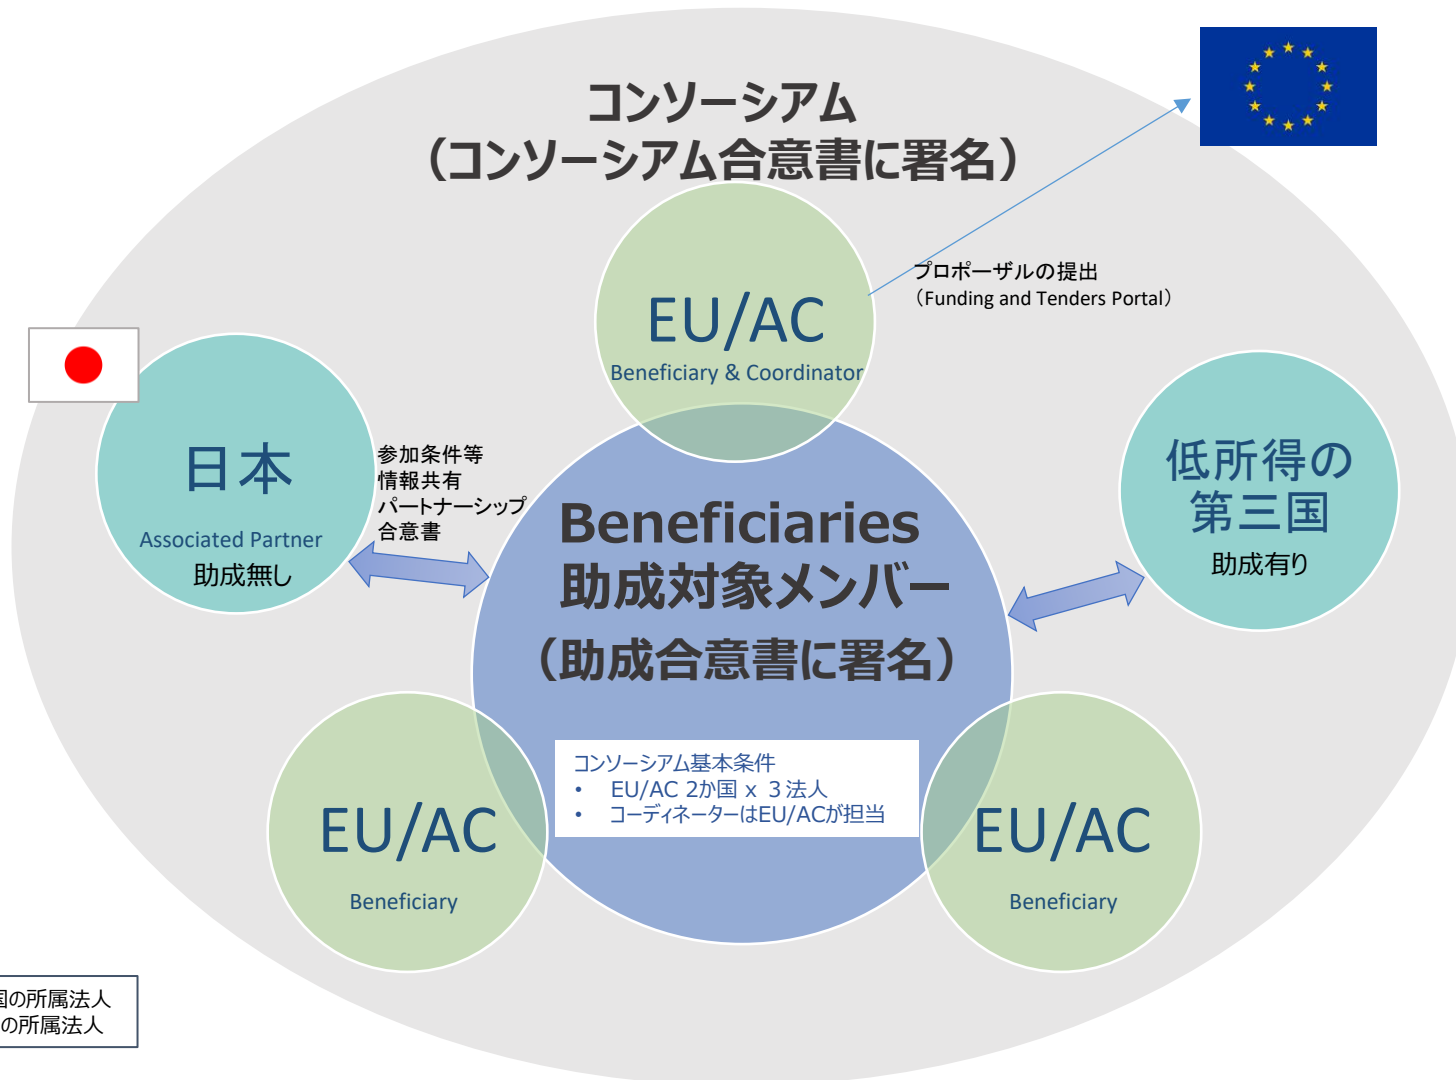 コンソーシアム
（コンソーシアム合意書に署名）
EU/AC
Beneficiary & Coordinator
プロポーザルの提出
（Funding and Tenders Portal）
日本
Associated Partner
助成無し
参加条件等
情報共有
パートナーシップ
合意書
低所得の
第三国
助成有り
Beneficiaries
助成対象メンバー
（助成合意書に署名）
コンソーシアム基本条件
• EU/AC 2か国 x ３法人
• コーディネーターはEU/ACが担当
EU/AC
Beneficiary
EU/AC
Beneficiary
国の所属法人
の所属法人